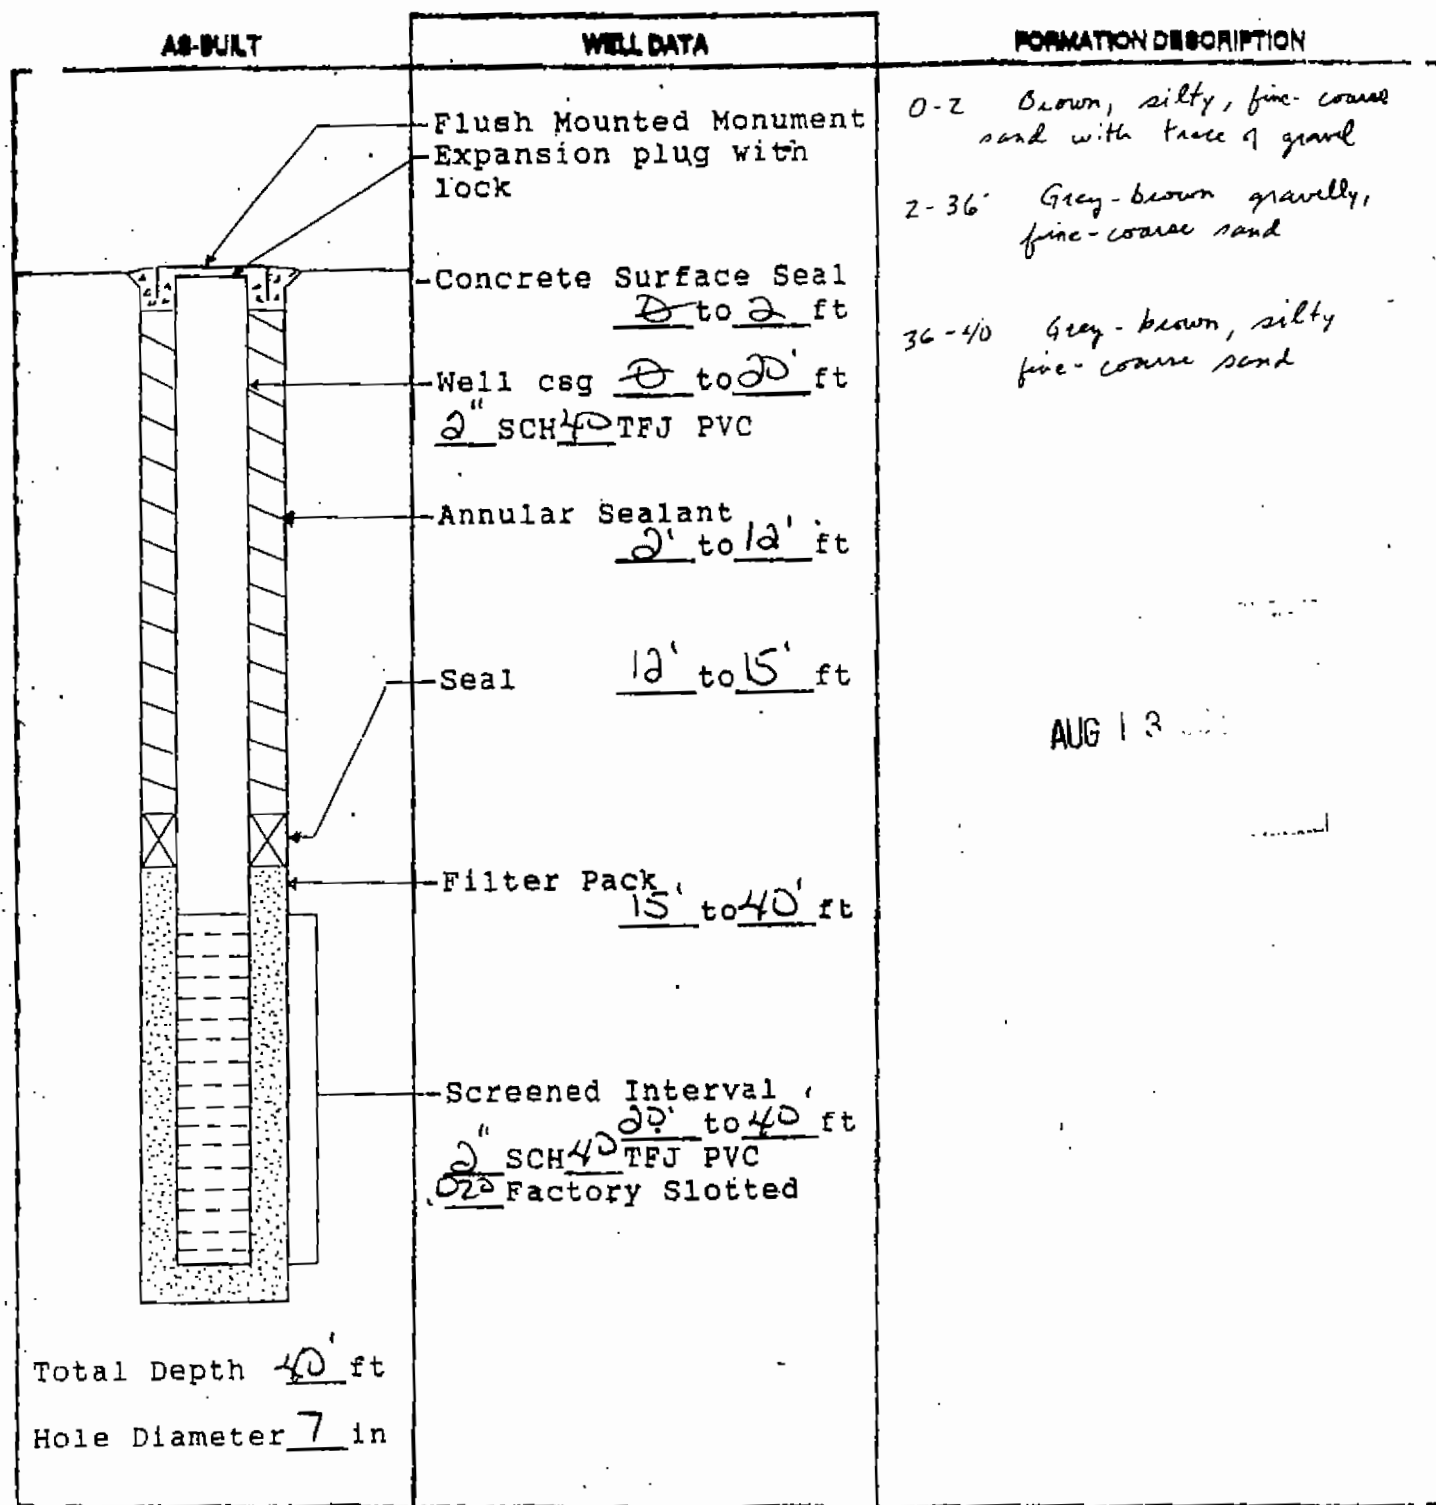 AS-BUILT
WELL DATA
FORMATION DESCRIPTION
Flush Mounted Monument
Expansion plug with
lock
Concrete Surface Seal
0 to 2 ft
Well csg 0 to 20' ft
2" SCH 40 TFJ PVC
Annular Sealant
2' to 12' ft
Seal 12' to 15' ft
Filter Pack
15' to 40' ft
Screened Interval
20' to 40' ft
2" SCH 40 TFJ PVC
.020 Factory Slotted
Total Depth 40' ft
Hole Diameter 7 in
0-2 Brown, silty, fine-coarse
sand with trace of gravel
2-36' Grey-brown gravelly,
fine-coarse sand
36-40 Grey-brown, silty
fine-coarse sand
AUG 13